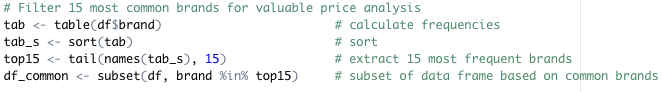 # Filter 15 most common brands for valuable price analysis
tab <- table(df$brand) # calculate frequencies
tab_s <- sort(tab) # sort
top15 <- tail(names(tab_s), 15) # extract 15 most frequent brands
df_common <- subset(df, brand %in% top15) # subset of data frame based on common brands